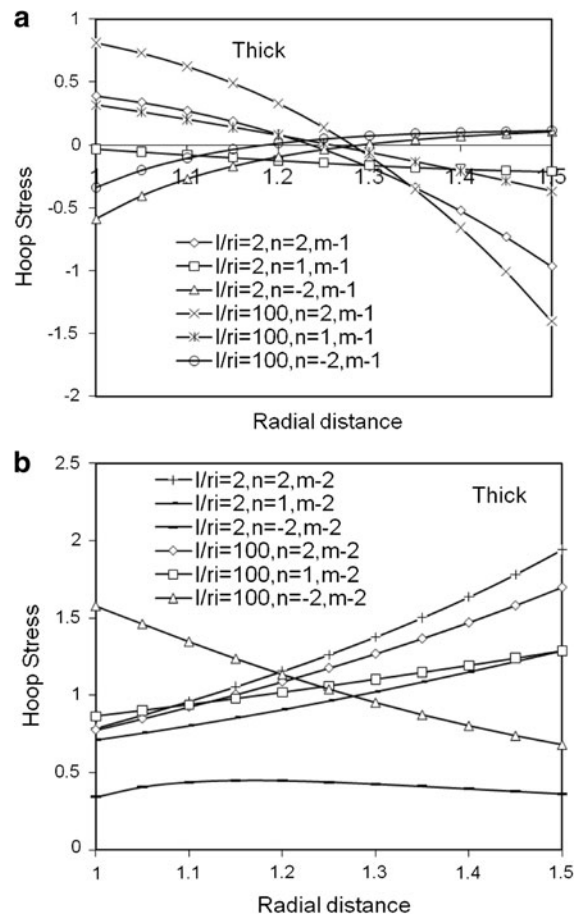 a
1
Thick
0.5
0
1 1.1 1.2 1.3 1.4 1.5
-0.5
-1
-1.5
-2
Hoop Stress
l/ri=2,n=2,m-1
l/ri=2,n=1,m-1
l/ri=2,n=-2,m-1
l/ri=100,n=2,m-1
l/ri=100,n=1,m-1
l/ri=100,n=-2,m-1
Radial distance
b
2.5
2
1.5
1
0.5
0
Hoop Stress
l/ri=2,n=2,m-2
l/ri=2,n=1,m-2
l/ri=2,n=-2,m-2
l/ri=100,n=2,m-2
l/ri=100,n=1,m-2
l/ri=100,n=-2,m-2
Thick
1 1.1 1.2 1.3 1.4 1.5
Radial distance